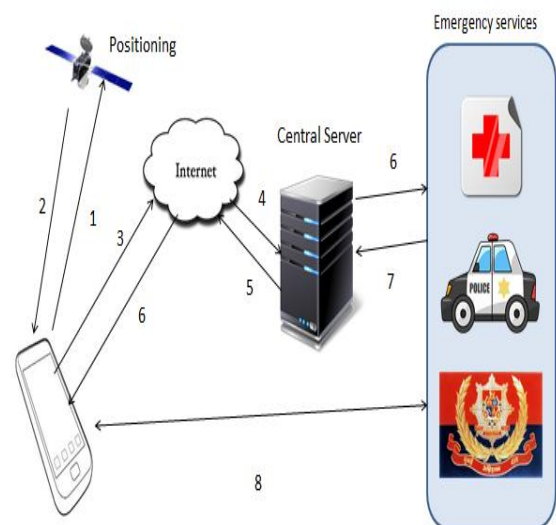 Emergency services
Positioning
Central Server
Internet
6
4
2
1
3
5
7
6
POLICE
8